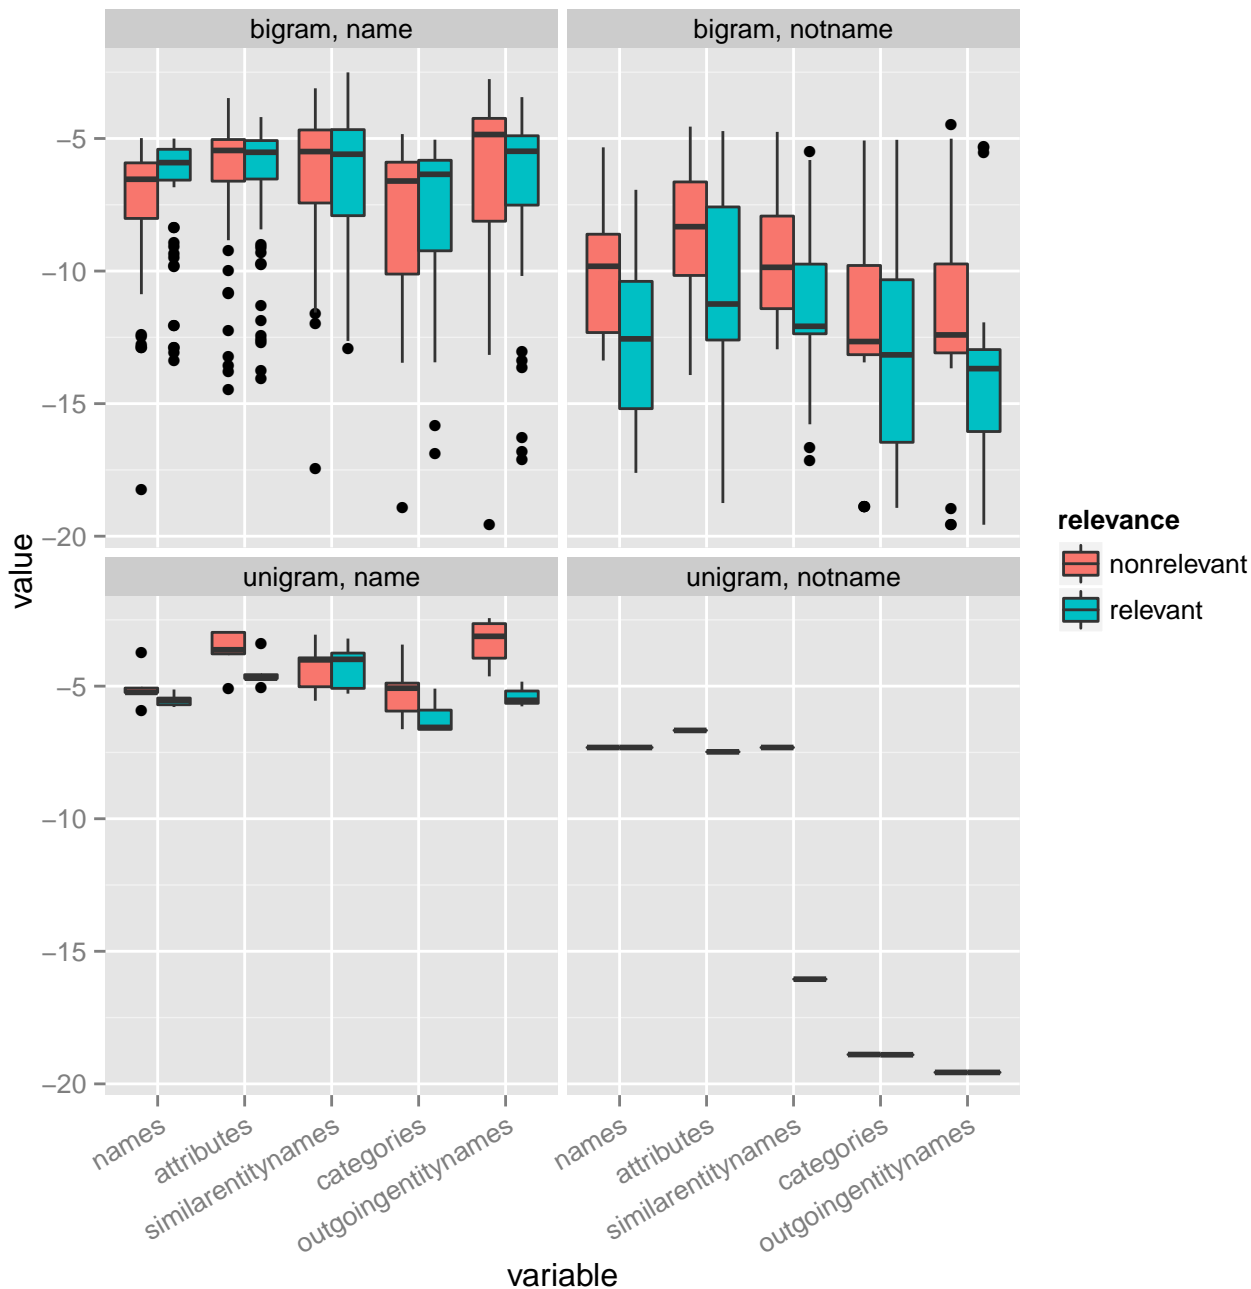 bigram, name
bigram, notname
−5
−10
−15
−20
unigram, name
unigram, notname
−5
−10
−15
−20
value
names
attributes
similarentitynames
categories
outgoingentitynames
names
attributes
similarentitynames
categories
outgoingentitynames
variable
relevance
nonrelevant
relevant